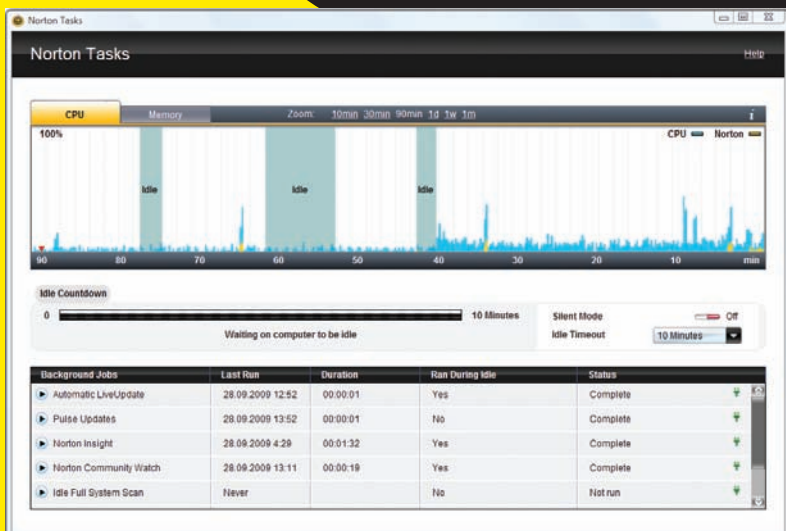 Norton Tasks
Norton Tasks
Help
CPU Memory Zoom: 10min 30min 90min 1d 1w 1m i
100% CPU Norton
Idle Idle Idle
90 80 70 60 50 40 30 20 10 min
Idle Countdown
0 10 Minutes Silent Mode Off
Waiting on computer to be idle Idle Timeout 10 Minutes
Background Jobs Last Run Duration Ran During Idle Status
Automatic LiveUpdate 28.09.2009 12:52 00:00:01 Yes Complete
Pulse Updates 28.09.2009 13:52 00:00:01 No Complete
Norton Insight 28.09.2009 4:29 00:01:32 Yes Complete
Norton Community Watch 28.09.2009 13:11 00:00:19 Yes Complete
Idle Full System Scan Never No Not run